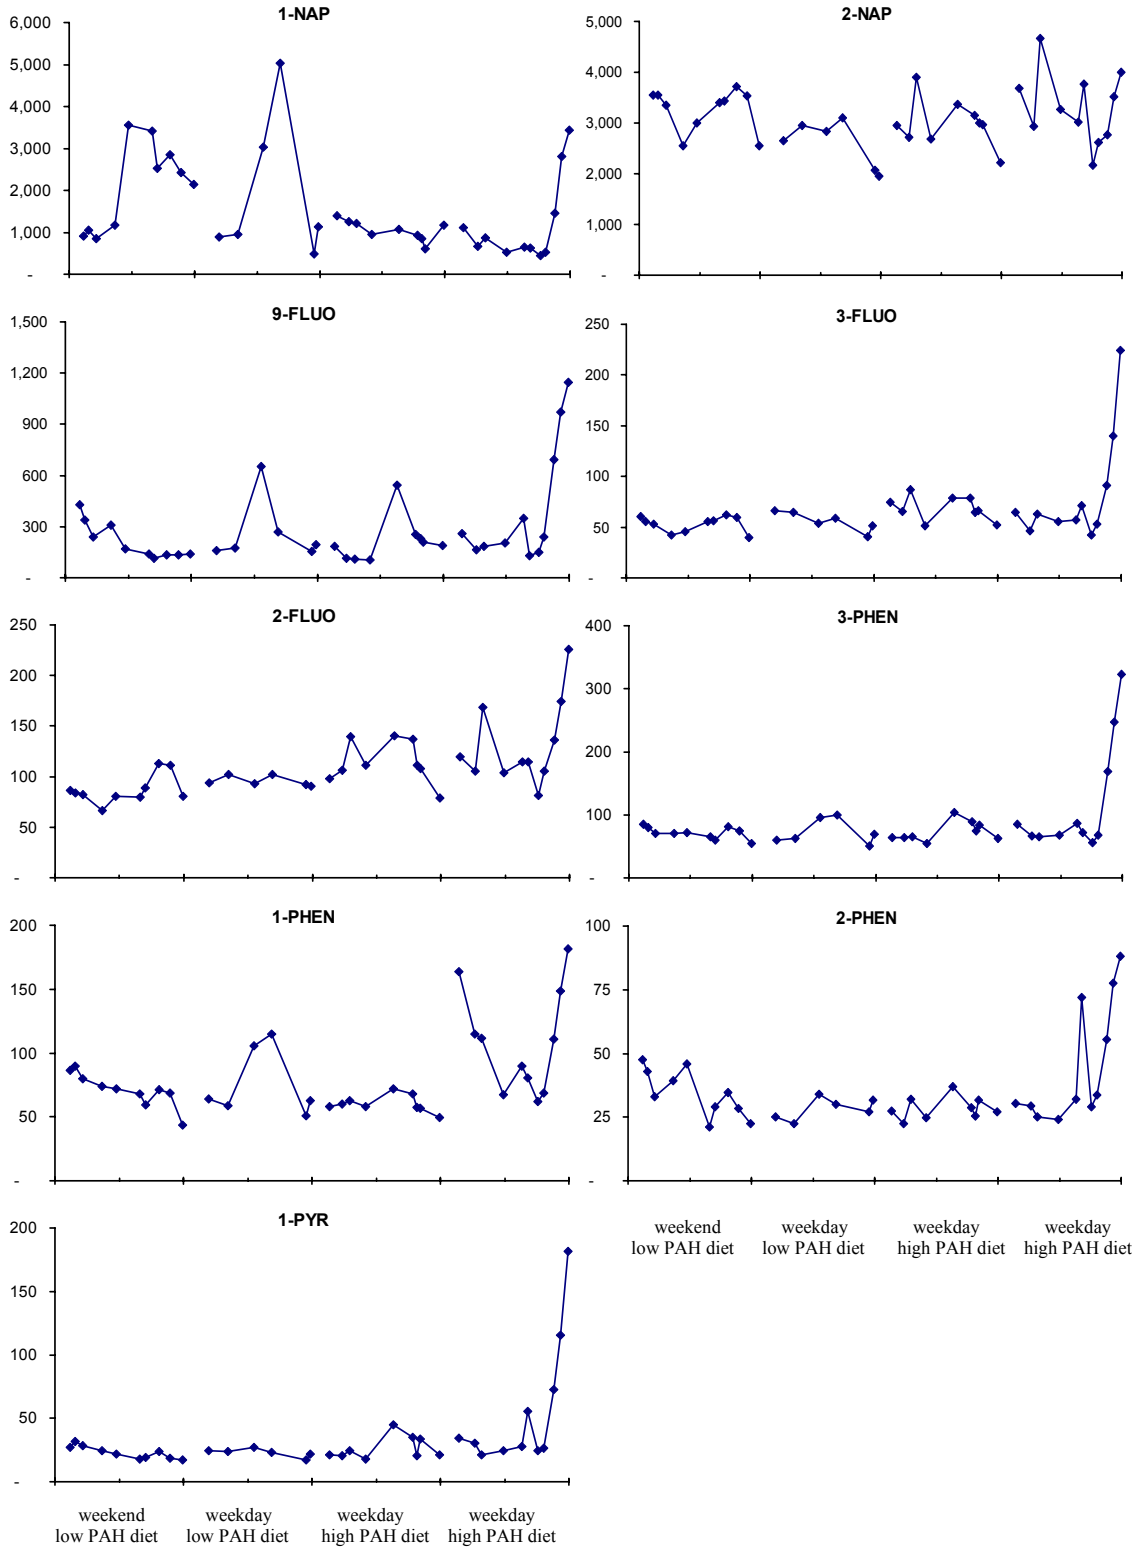 1-NAP
6,000
5,000
4,000
3,000
2,000
1,000
-
2-NAP
5,000
4,000
3,000
2,000
1,000
-
9-FLUO
1,500
1,200
900
600
300
-
3-FLUO
250
200
150
100
50
-
2-FLUO
250
200
150
100
50
-
3-PHEN
400
300
200
100
-
1-PHEN
200
150
100
50
-
2-PHEN
100
75
50
25
-
weekend
low PAH diet
weekday
low PAH diet
weekday
high PAH diet
weekday
high PAH diet
1-PYR
200
150
100
50
-
weekend
low PAH diet
weekday
low PAH diet
weekday
high PAH diet
weekday
high PAH diet